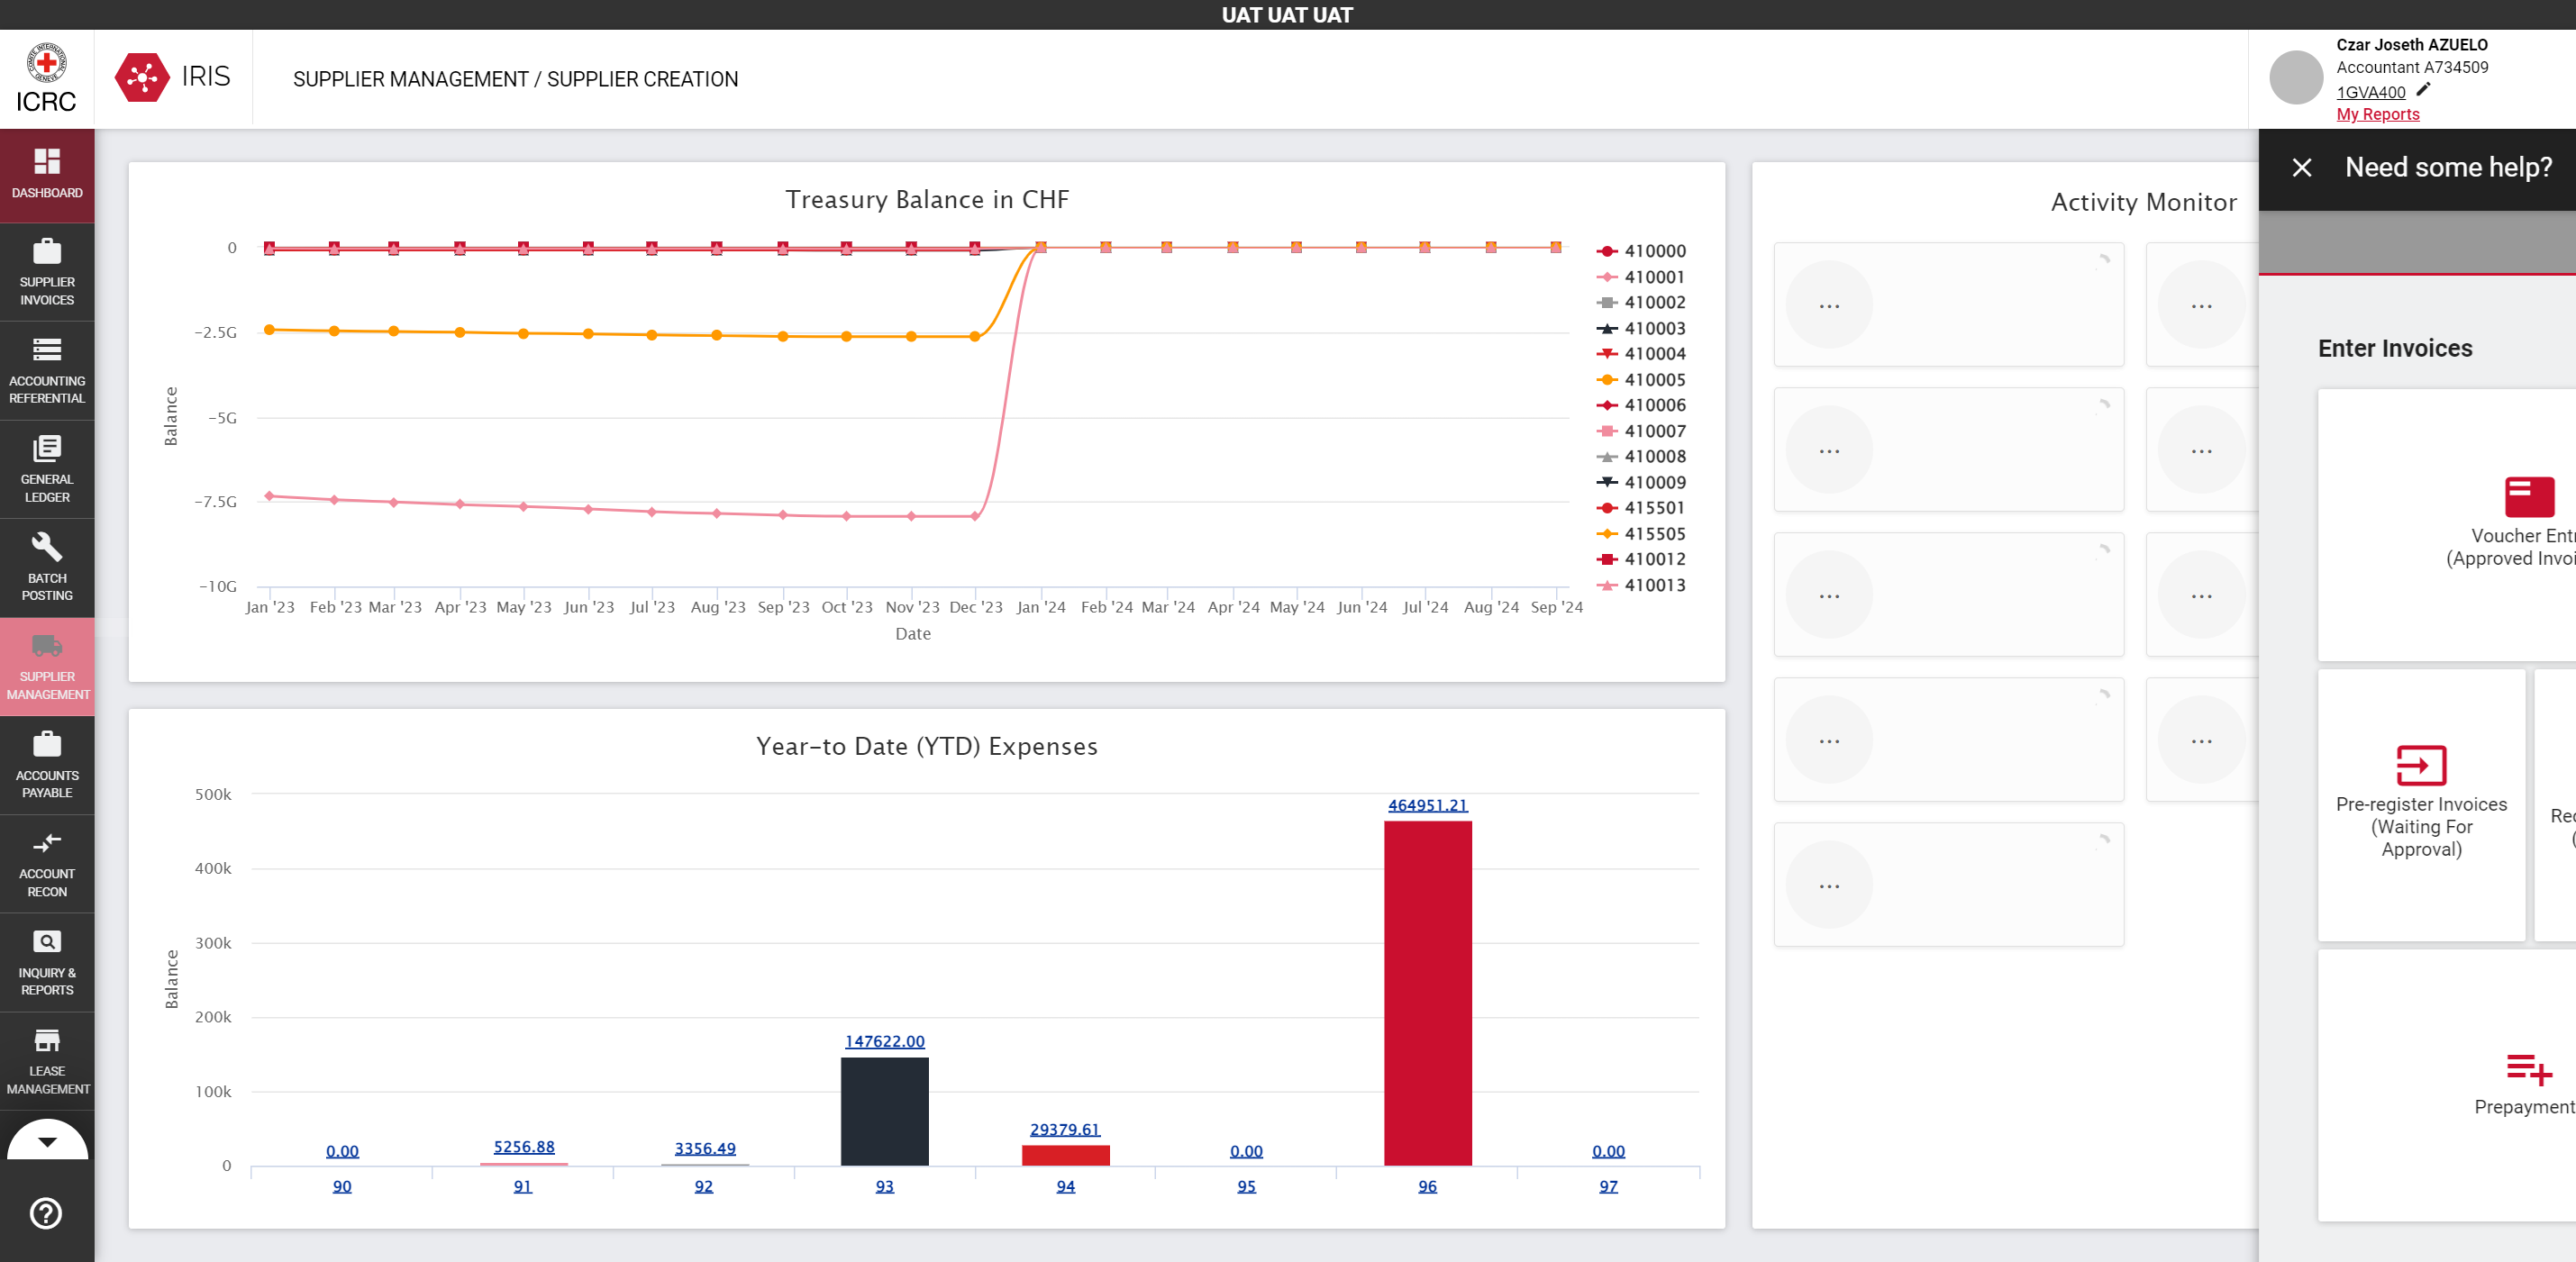 UAT UAT UAT
ICRC
IRIS
SUPPLIER MANAGEMENT / SUPPLIER CREATION
Czar Joseth AZUELO
Accountant A734509
1GVA400
My Reports
DASHBOARD
SUPPLIER
INVOICES
ACCOUNTING
REFERENTIAL
GENERAL
LEDGER
BATCH
POSTING
SUPPLIER
MANAGEMENT
ACCOUNTS
PAYABLE
ACCOUNT
RECON
INQUIRY &
REPORTS
LEASE
MANAGEMENT
Treasury Balance in CHF
Balance
0
-2.5G
-5G
-7.5G
-10G
Jan '23 Feb '23 Mar '23 Apr '23 May '23 Jun '23 Jul '23 Aug '23 Sep '23 Oct '23 Nov '23 Dec '23 Jan '24 Feb '24 Mar '24 Apr '24 May '24 Jun '24 Jul '24 Aug '24 Sep '24
Date
410000
410001
410002
410003
410004
410005
410006
410007
410008
410009
415501
415505
410012
410013
Year-to Date (YTD) Expenses
Balance
500k
400k
300k
200k
100k
0
0.00 5256.88 3356.49 147622.00 29379.61 0.00 464951.21 0.00
90 91 92 93 94 95 96 97
Activity Monitor
... ...
... ...
... ...
... ...
...
Need some help?
Enter Invoices
Voucher Entr
(Approved Invoi
Pre-register Invoices
(Waiting For
Approval)
Rec
(
Prepayment